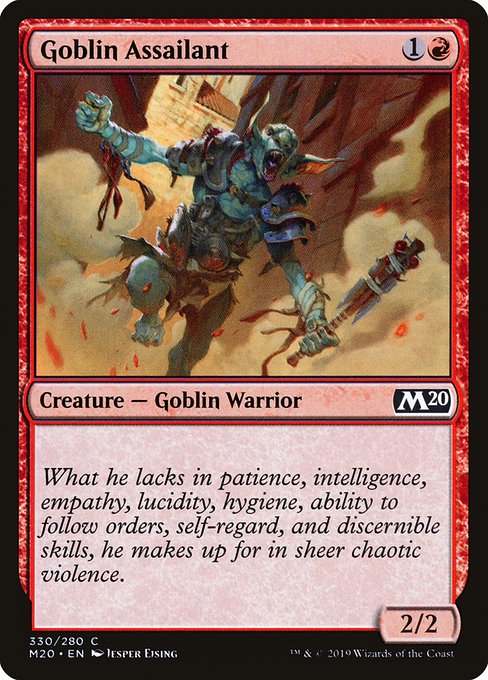 Goblin Assailant 1
Creature — Goblin Warrior M20
What he lacks in patience, intelligence,
empathy, lucidity, hygiene, ability to
follow orders, self-regard, and discernible
skills, he makes up for in sheer chaotic
violence.
2/2
330/280 C
M20 • EN Jesper Eising ™ & © 2019 Wizards of the Coast